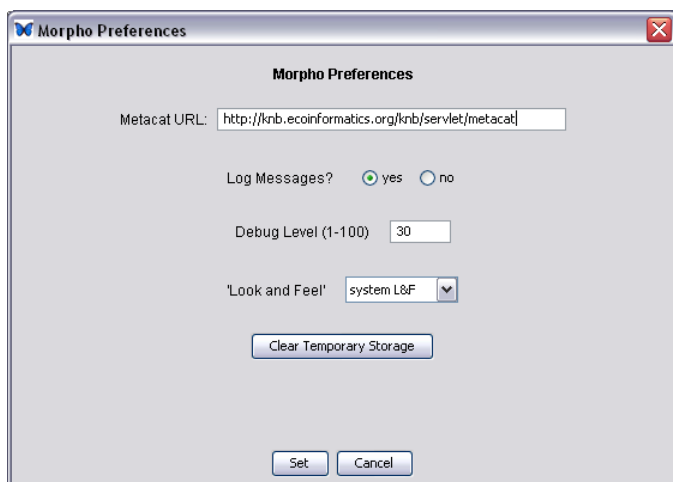 Morpho Preferences
Morpho Preferences
Metacat URL: http://knb.ecoinformatics.org/knb/servlet/metacat
Log Messages? yes no
Debug Level (1-100) 30
'Look and Feel' system L&F
Clear Temporary Storage
Set Cancel